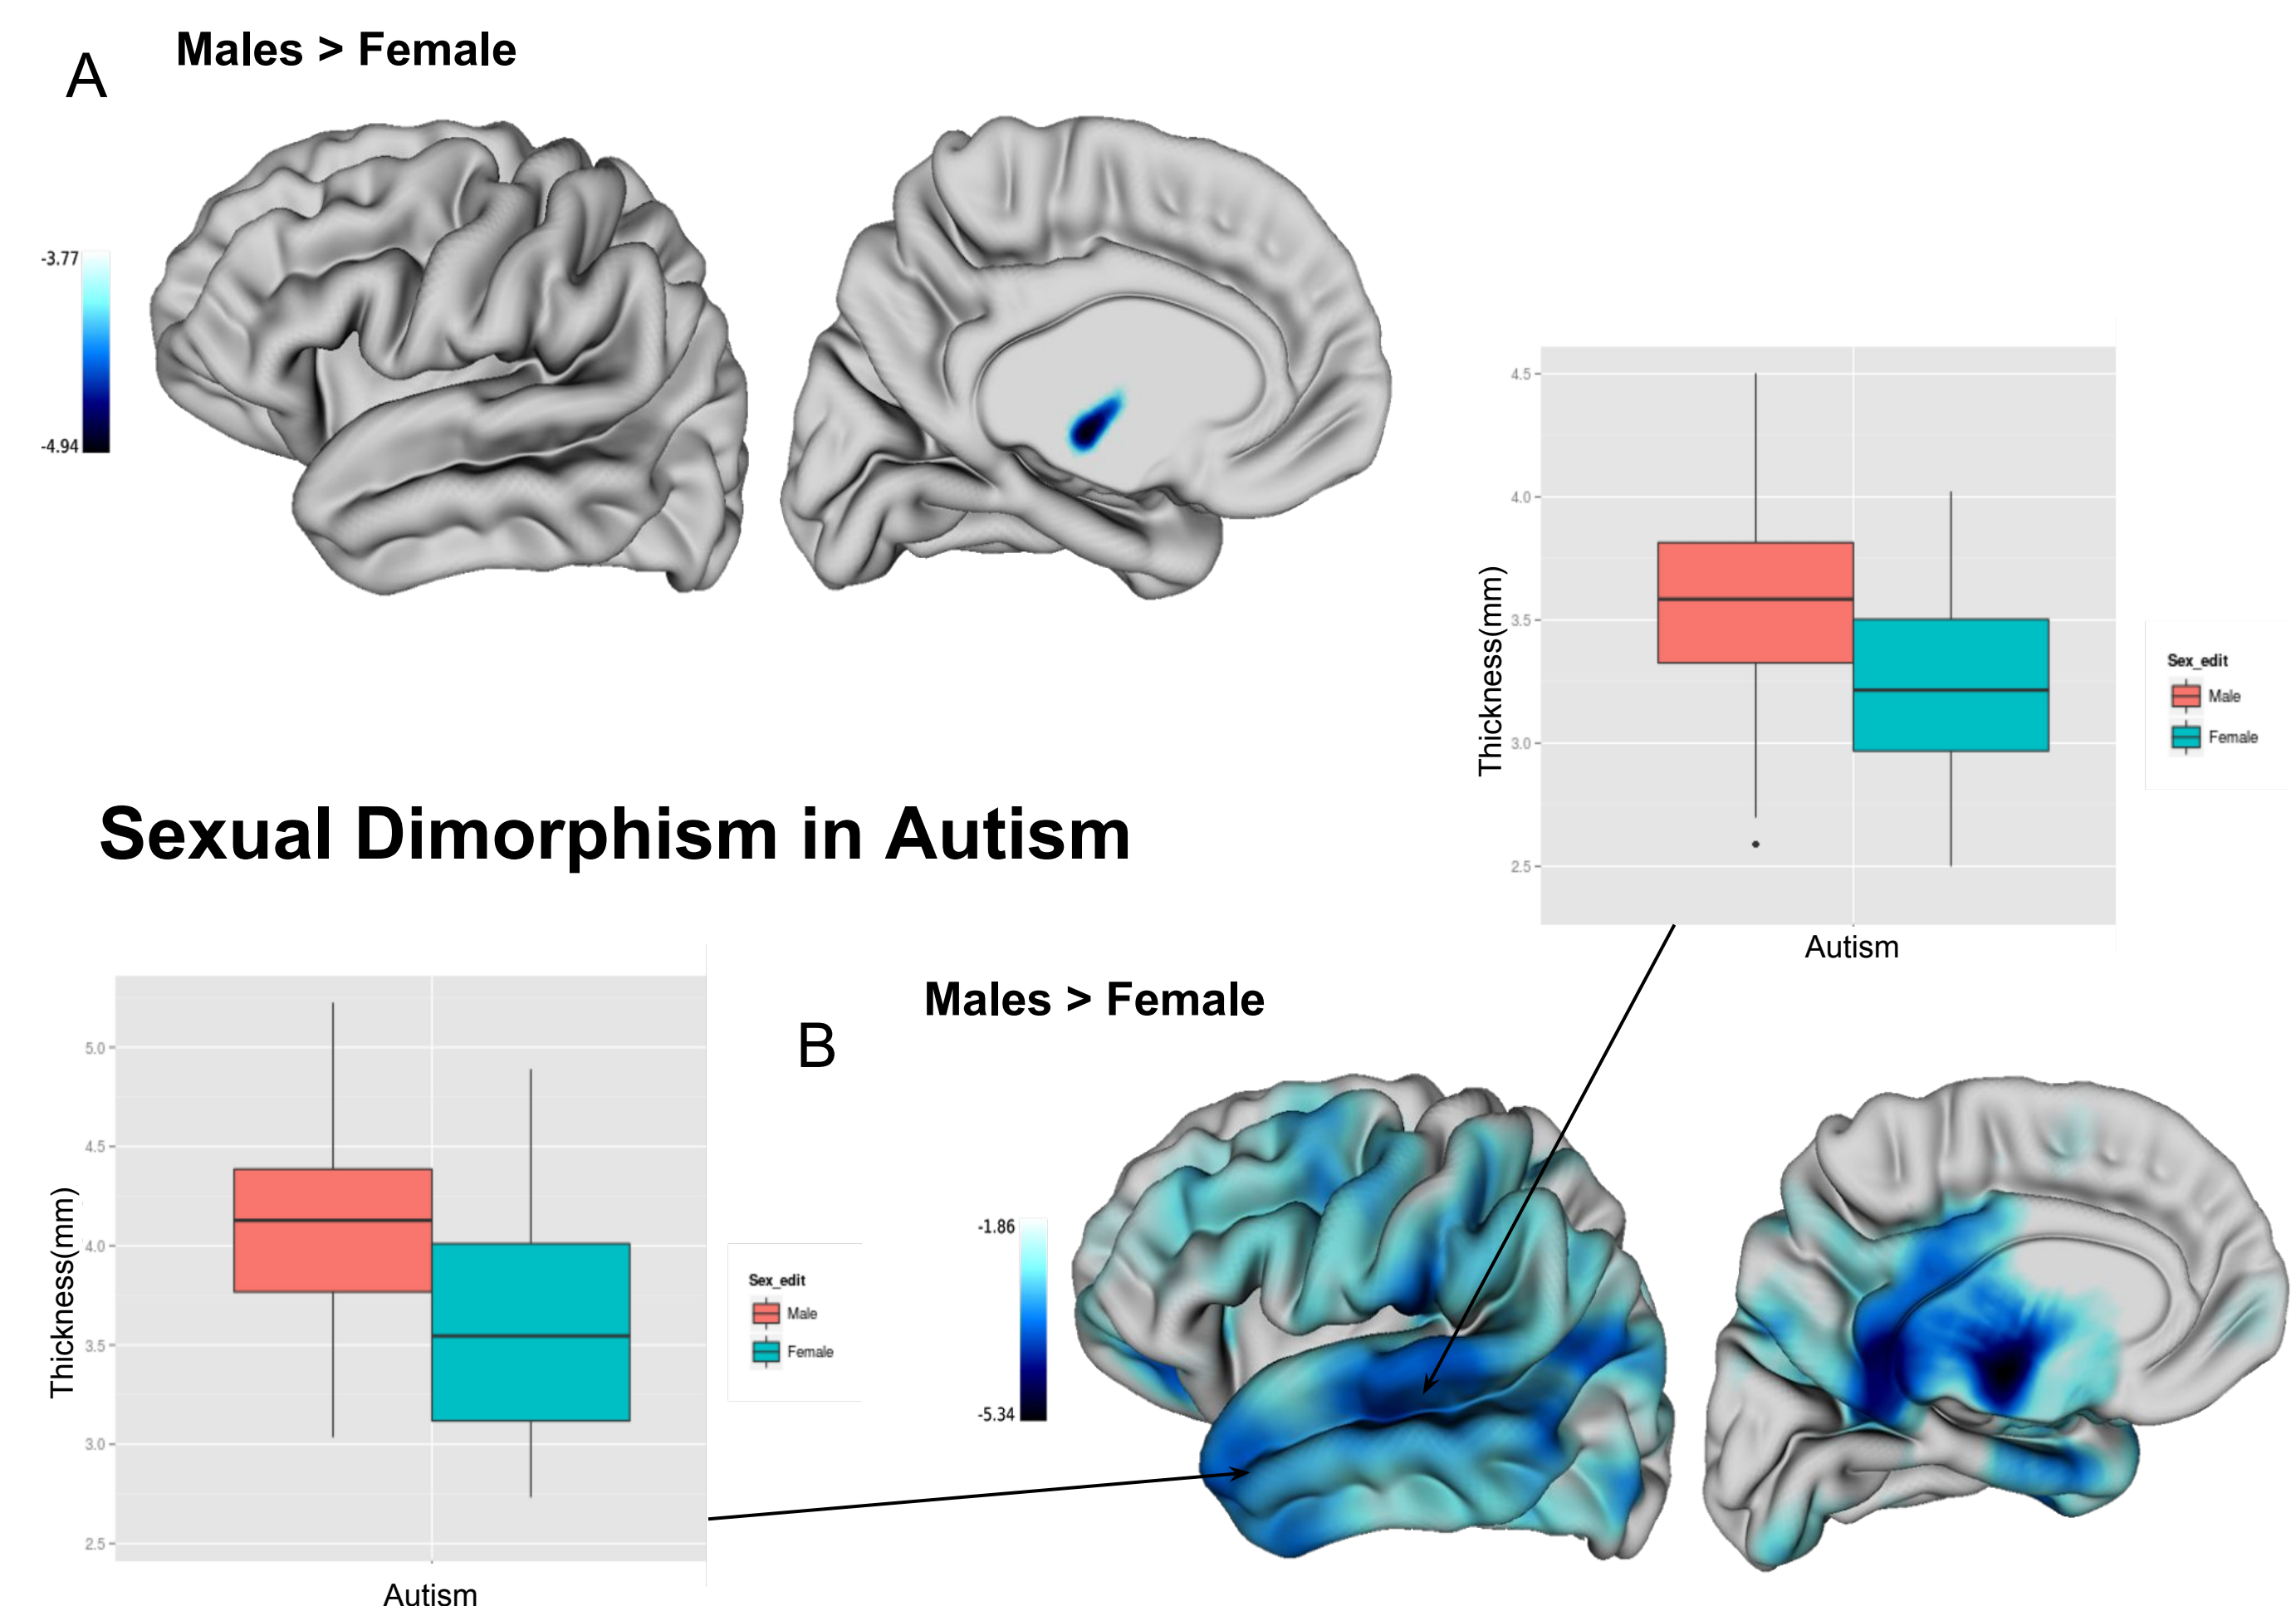 A
Males > Female
-3.77
-4.94
4.5
4.0
3.5
3.0
2.5
Thickness(mm)
Autism
Sex_edit
Male
Female
Sexual Dimorphism in Autism
5.0
4.5
4.0
3.5
3.0
2.5
Thickness(mm)
Autism
Sex_edit
Male
Female
B
Males > Female
-1.86
-5.34